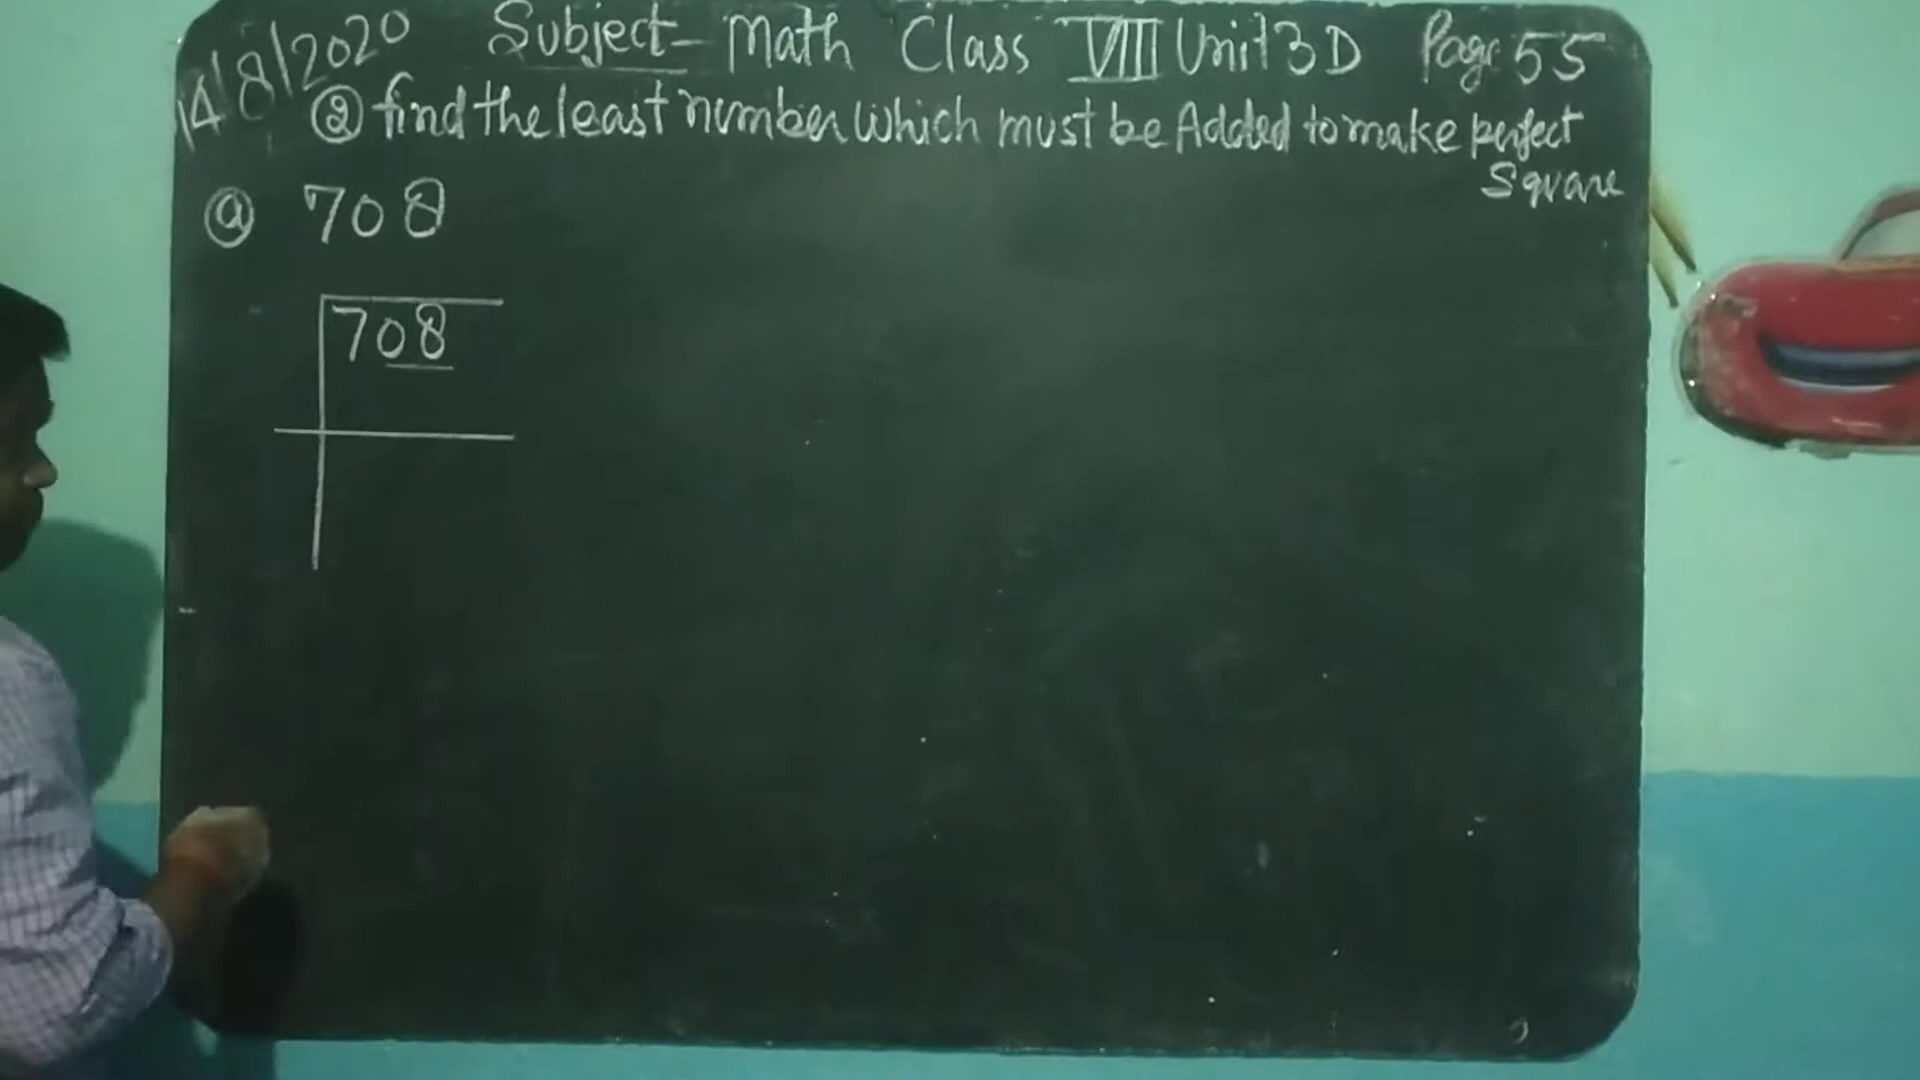 14/8/2020 Subject- Math Class VIII Unit 3D Page 55
② find the least number which must be Added to make perfect
Square
ⓐ 708
708